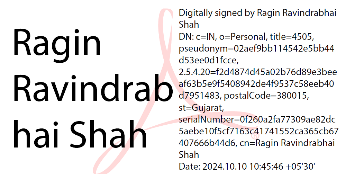 Ragin
Ravindrab
hai Shah
Digitally signed by Ragin Ravindrabhai
Shah
DN: c=IN, o=Personal, title=4505,
pseudonym=02aef9bb114542e5bb44
d53ee0d1fcce,
2.5.4.20=f2d4874d45a02b76d89e3bee
af63b5e9f5408942de4f9537c58eeb40
d7951483, postalCode=380015,
st=Gujarat,
serialNumber=0f260a2fa77309ae82dc
5aebe10f5cf7163c41741552ca365cb67
407666b44d6, cn=Ragin Ravindrabhai
Shah
Date: 2024.10.10 10:45:46 +05'30'